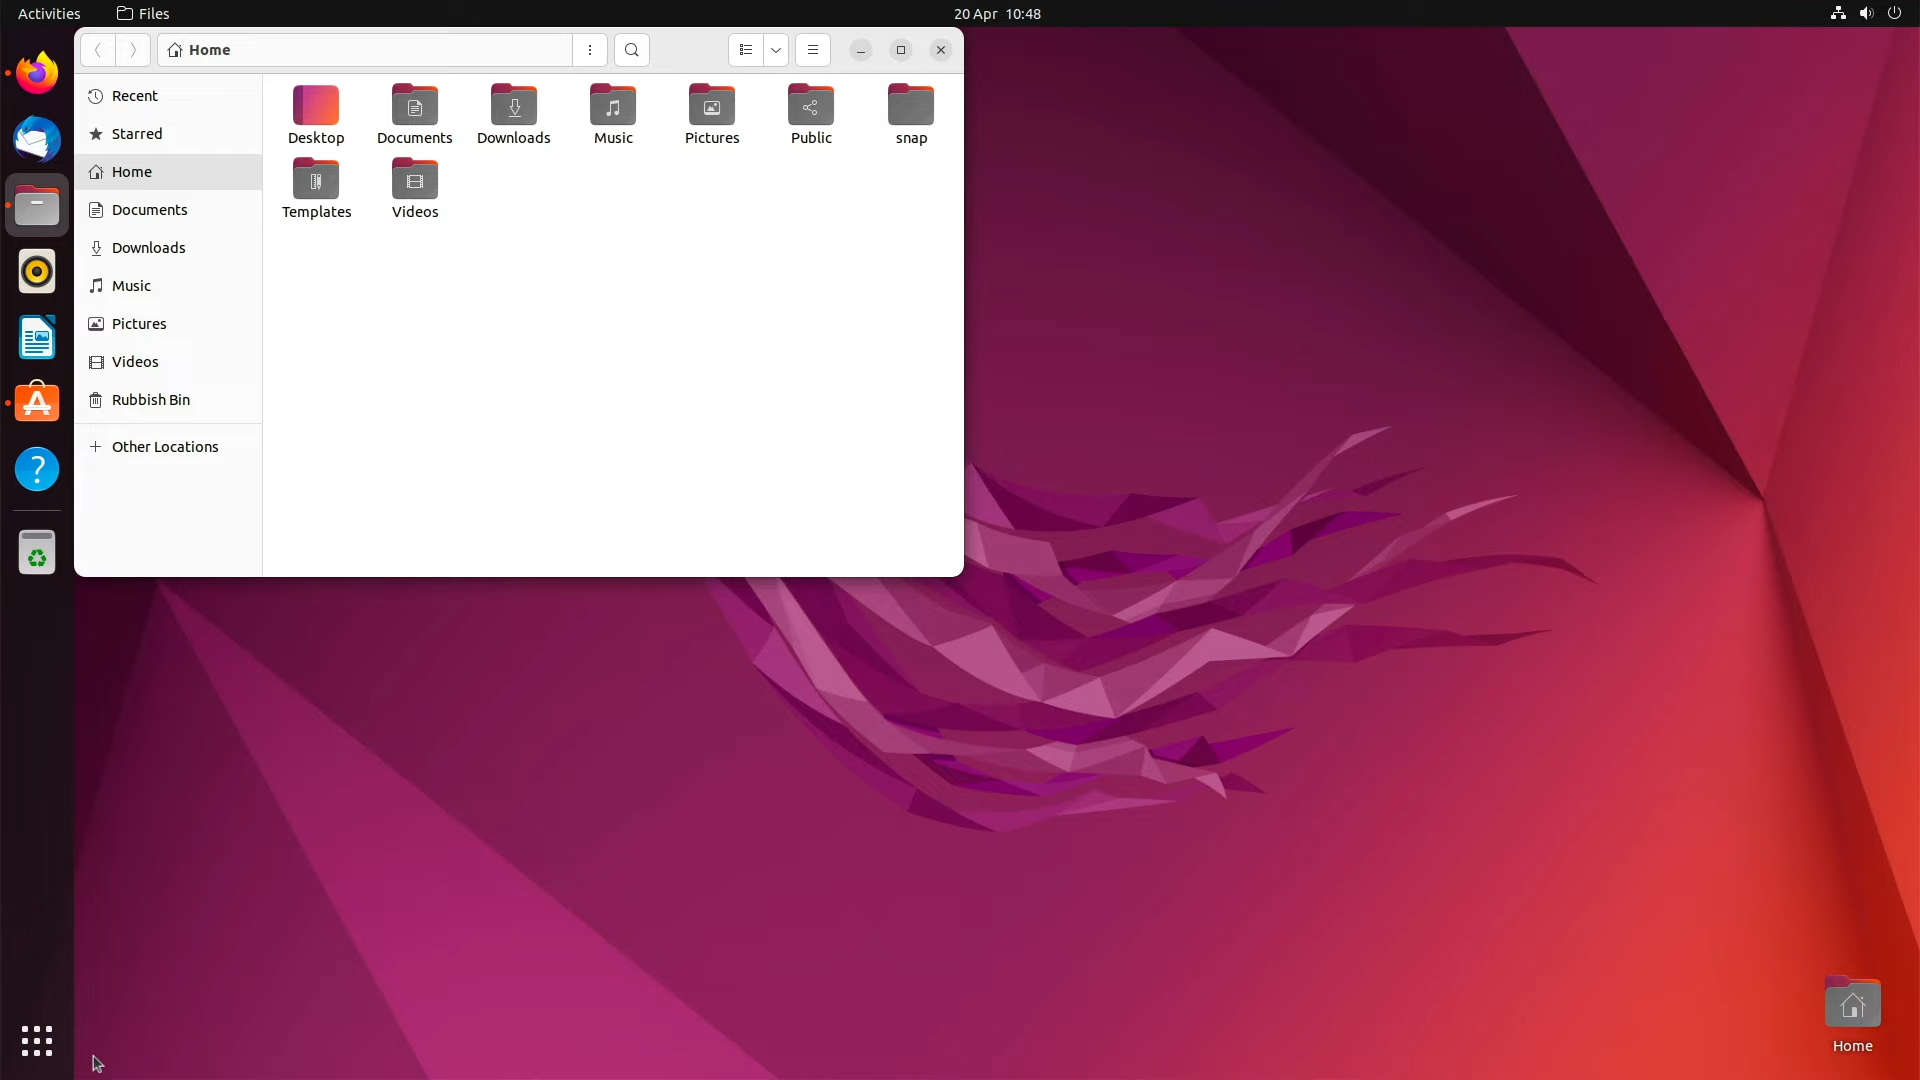 Activities Files 20 Apr 10:48
Home
Recent
Starred
Home
Documents
Downloads
Music
Pictures
Videos
Rubbish Bin
Other Locations
Desktop Documents Downloads Music Pictures Public snap
Templates Videos
Home